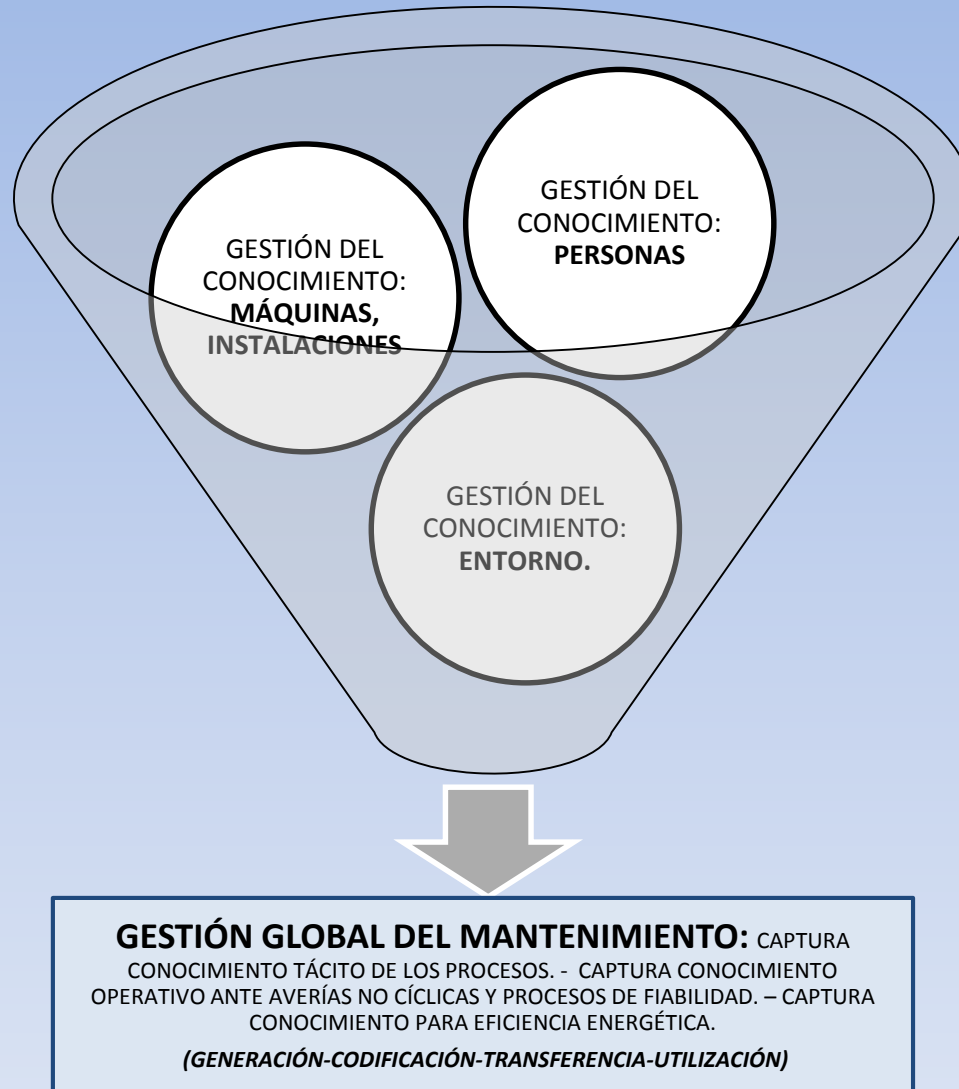 GESTIÓN DEL
CONOCIMIENTO:
PERSONAS
GESTIÓN DEL
CONOCIMIENTO:
MÁQUINAS,
INSTALACIONES
GESTIÓN DEL
CONOCIMIENTO:
ENTORNO.
GESTIÓN GLOBAL DEL MANTENIMIENTO: CAPTURA
CONOCIMIENTO TÁCITO DE LOS PROCESOS. - CAPTURA CONOCIMIENTO
OPERATIVO ANTE AVERÍAS NO CÍCLICAS Y PROCESOS DE FIABILIDAD. – CAPTURA
CONOCIMIENTO PARA EFICIENCIA ENERGÉTICA.
(GENERACIÓN-CODIFICACIÓN-TRANSFERENCIA-UTILIZACIÓN)